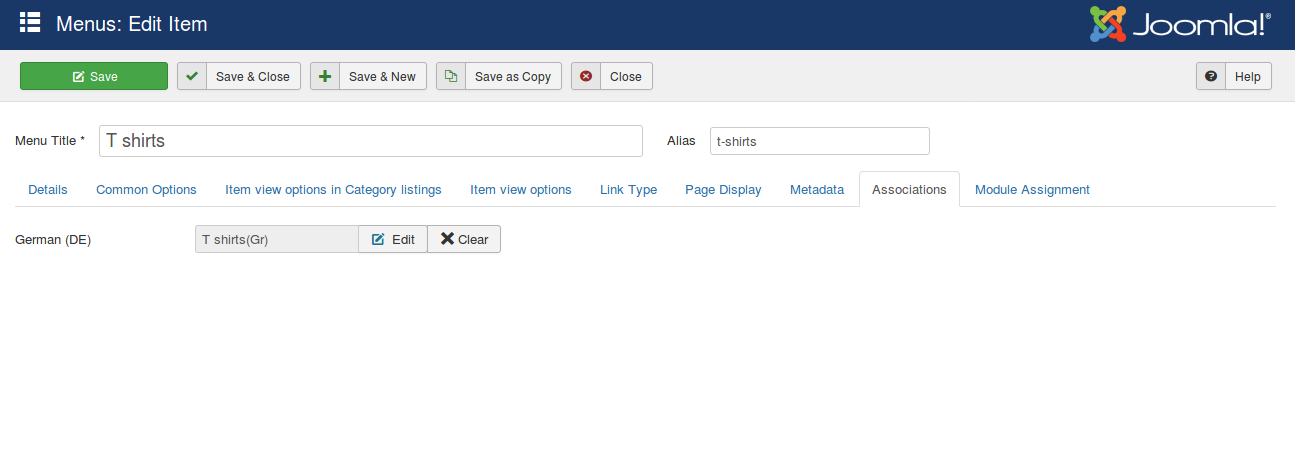 Menus: Edit Item
Joomla!®
Save
Save & Close
Save & New
Save as Copy
Close
Help
Menu Title *
T shirts
Alias
t-shirts
Details
Common Options
Item view options in Category listings
Item view options
Link Type
Page Display
Metadata
Associations
Module Assignment
German (DE)
T shirts(Gr)
Edit
Clear